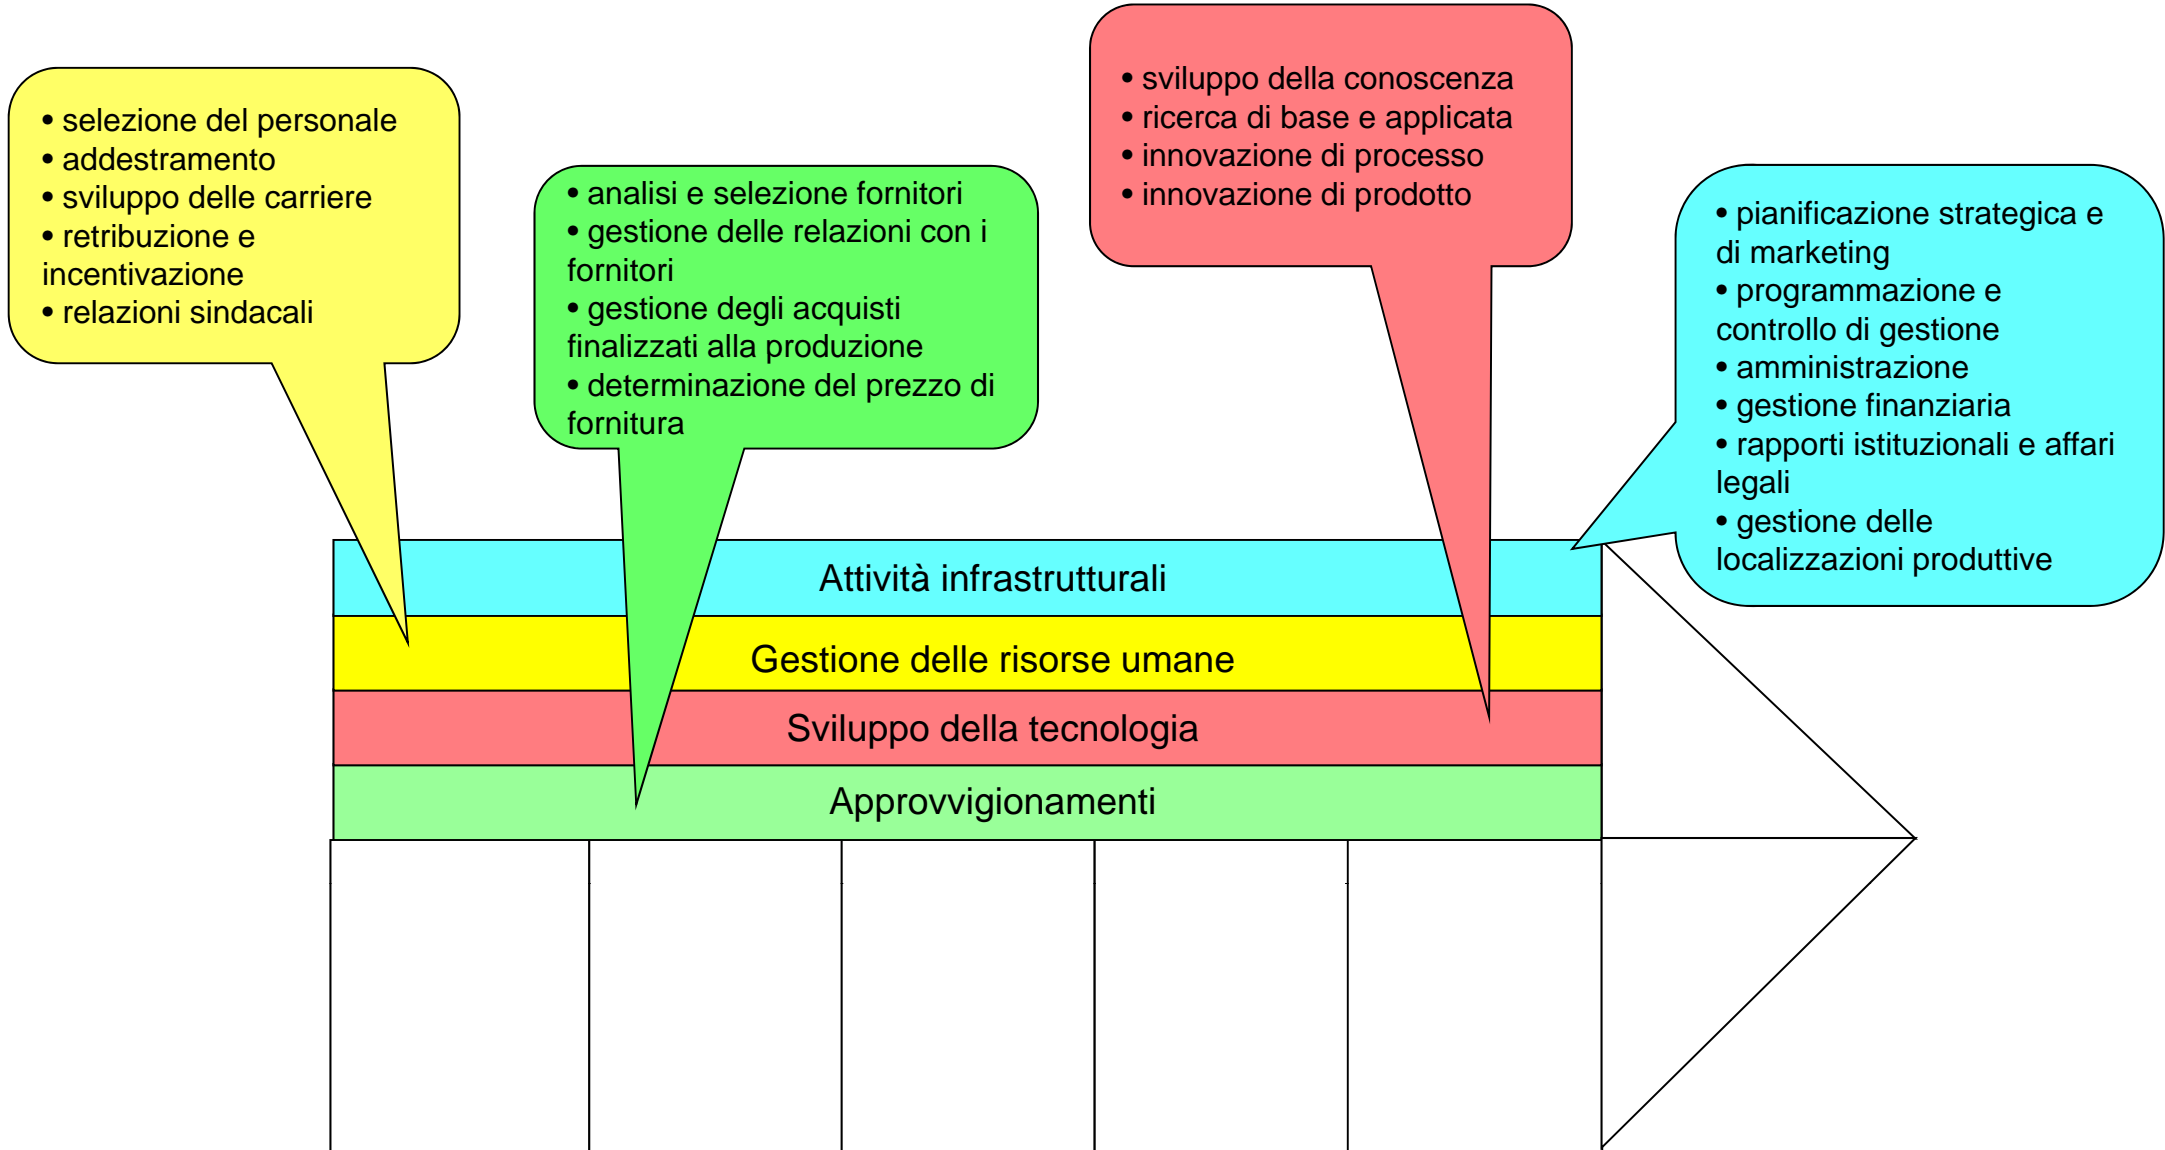 • selezione del personale
• addestramento
• sviluppo delle carriere
• retribuzione e
incentivazione
• relazioni sindacali
• analisi e selezione fornitori
• gestione delle relazioni con i
fornitori
• gestione degli acquisti
finalizzati alla produzione
• determinazione del prezzo di
fornitura
• sviluppo della conoscenza
• ricerca di base e applicata
• innovazione di processo
• innovazione di prodotto
• pianificazione strategica e
di marketing
• programmazione e
controllo di gestione
• amministrazione
• gestione finanziaria
• rapporti istituzionali e affari
legali
• gestione delle
localizzazioni produttive
Attività infrastrutturali
Gestione delle risorse umane
Sviluppo della tecnologia
Approvvigionamenti